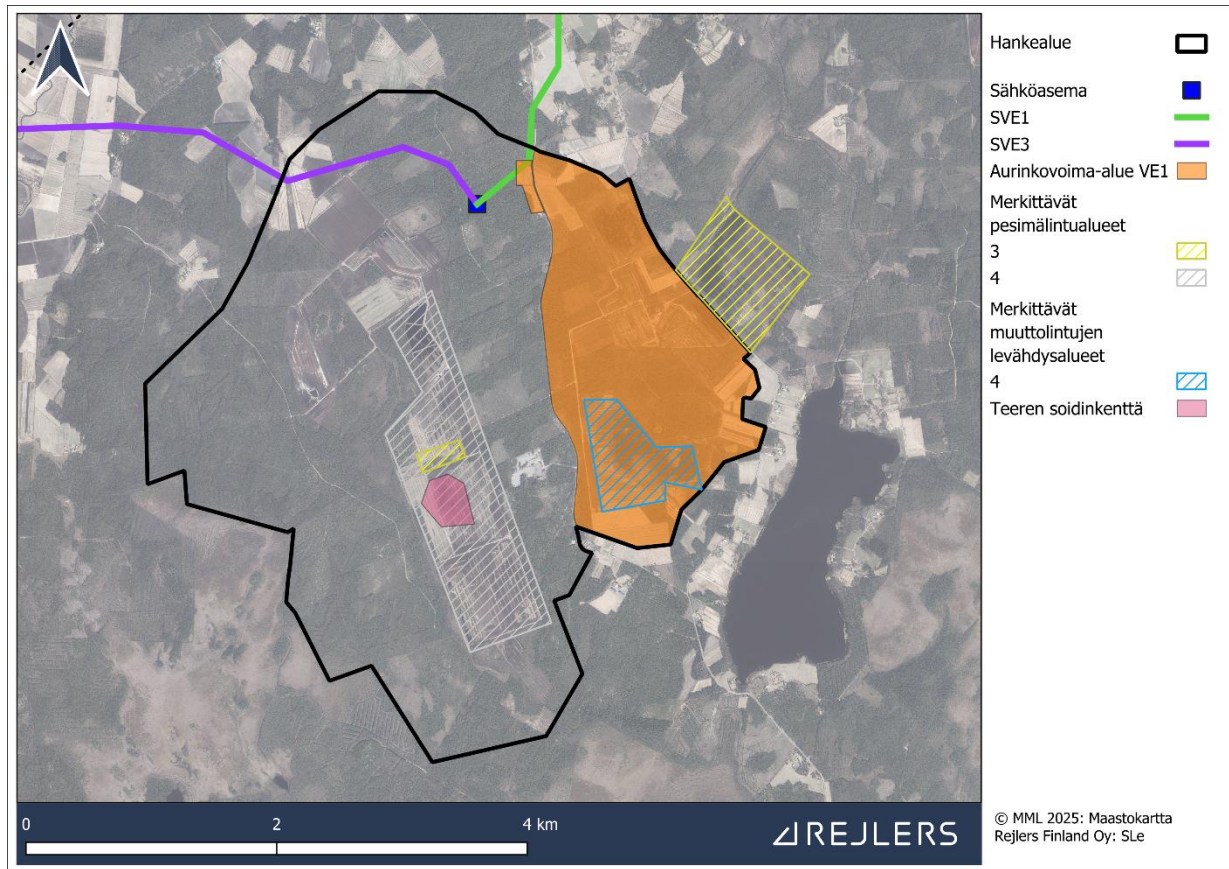 Hankealue
Sähköasema
SVE1
SVE3
Aurinkovoima-alue VE1
Merkittävät
pesimälintualueet
3
4
Merkittävät
muuttolintujen
levähdysalueet
4
Teeren soidinkenttä
0 2 4 km
REJLERS
© MML 2025: Maastokartta
Rejlers Finland Oy: SLe